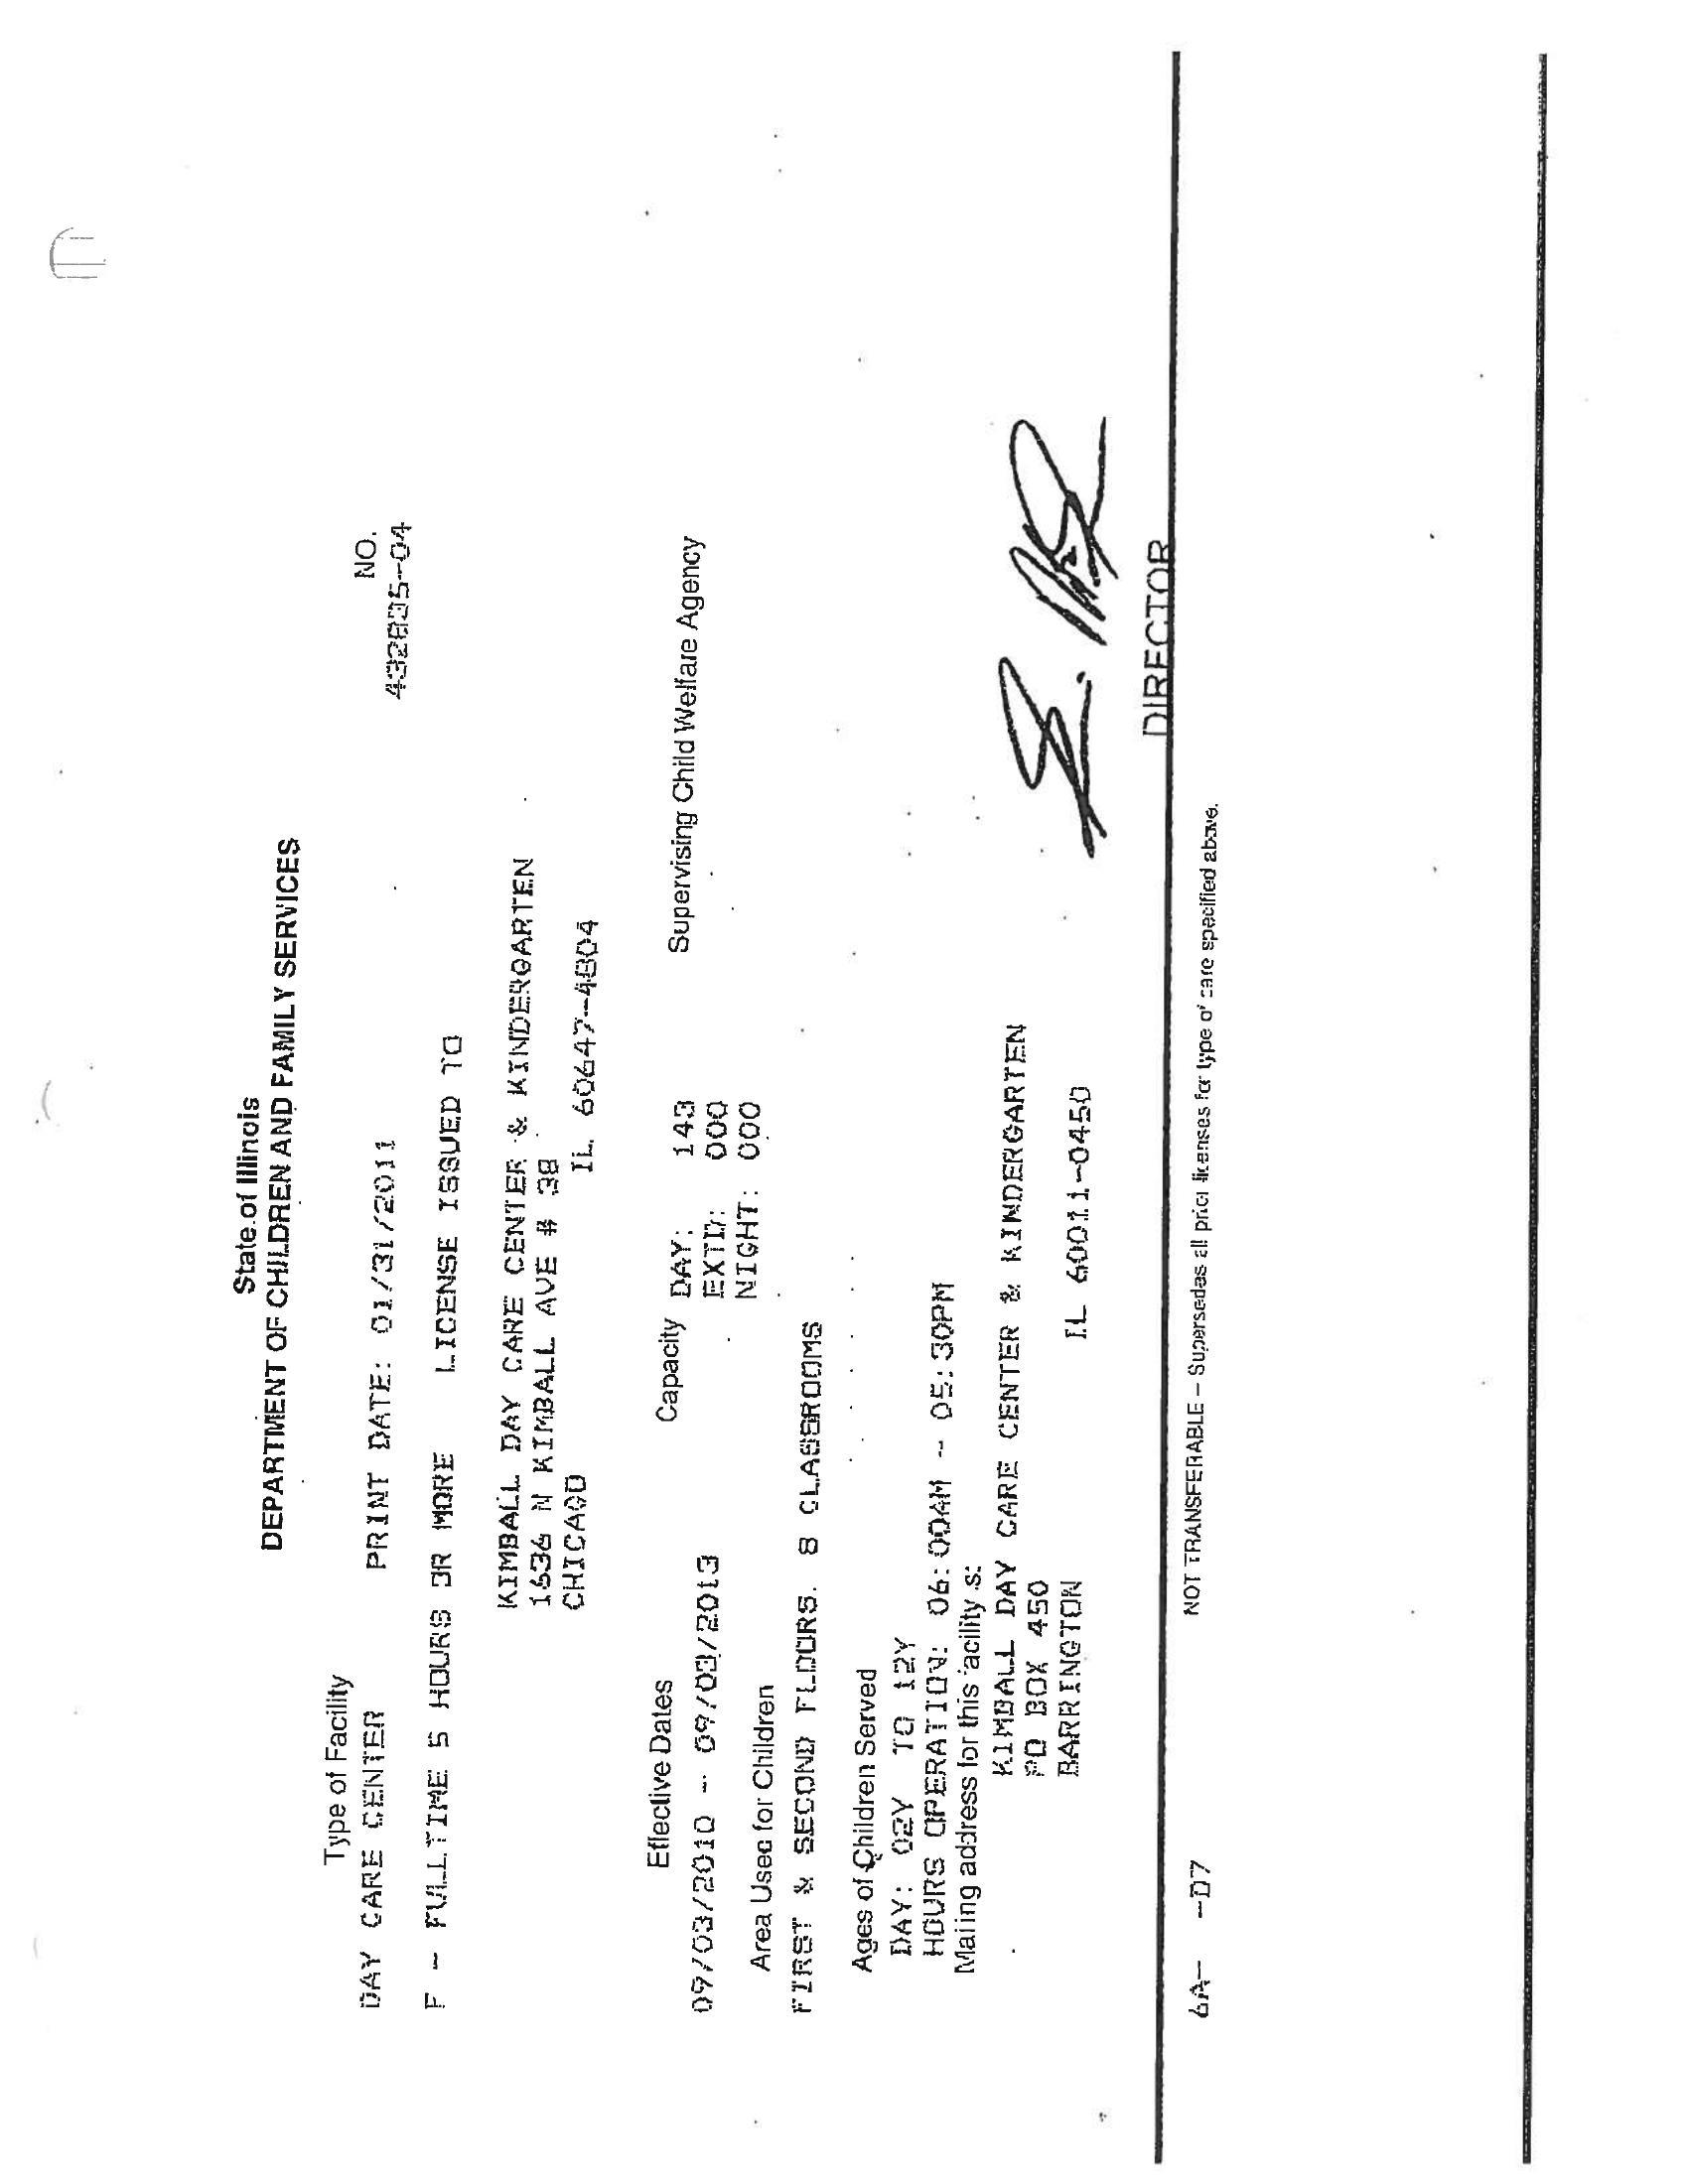 State of Illinois
DEPARTMENT OF CHILDREN AND FAMILY SERVICES
Type of Facility NO.
DAY CARE CENTER PRINT DATE: 01/31/2011 432805-04
F - FULLTIME 5 HOURS OR MORE LICENSE ISSUED TO
KIMBALL DAY CARE CENTER & KINDERGARTEN
1636 N KIMBALL AVE # 38
CHICAGO IL 60647-4804
Effective Dates Capacity DAY: 143 Supervising Child Welfare Agency
09/03/2010 - 09/03/2013 EXTD: 000
NIGHT: 000
Area Used for Children
FIRST & SECOND FLOORS. 8 CLASSROOMS
Ages of Children Served
DAY: 02Y TO 12Y
HOURS OPERATION: 06:00AM - 05:30PM
Mailing address for this facility is:
KIMBALL DAY CARE CENTER & KINDERGARTEN
PO BOX 450
BARRINGTON IL 60011-0450
DIRECTOR
NOT TRANSFERABLE – Supersedas all prior licenses for type of care specified above.
6A- -D7